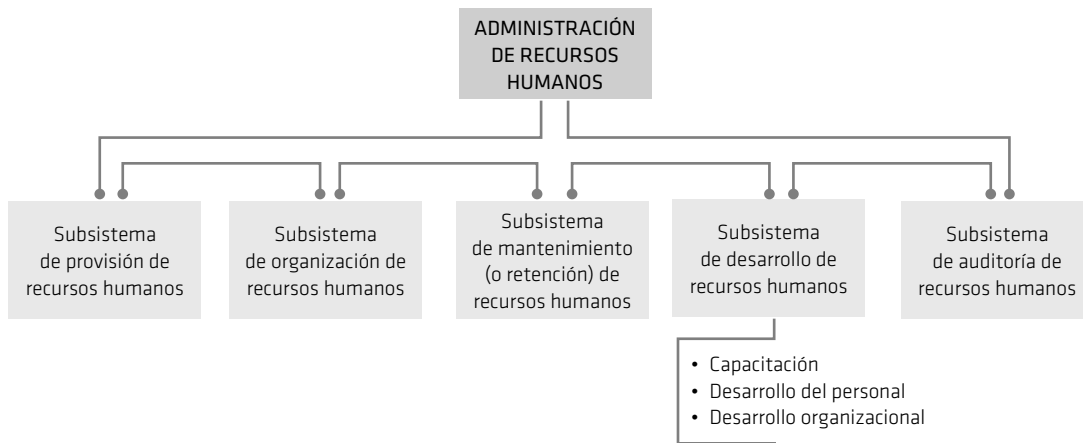 ADMINISTRACIÓN
DE RECURSOS
HUMANOS
Subsistema
de provisión de
recursos humanos
Subsistema
de organización de
recursos humanos
Subsistema
de mantenimiento
(o retención) de
recursos humanos
Subsistema
de desarrollo de
recursos humanos
Subsistema
de auditoría de
recursos humanos
• Capacitación
• Desarrollo del personal
• Desarrollo organizacional